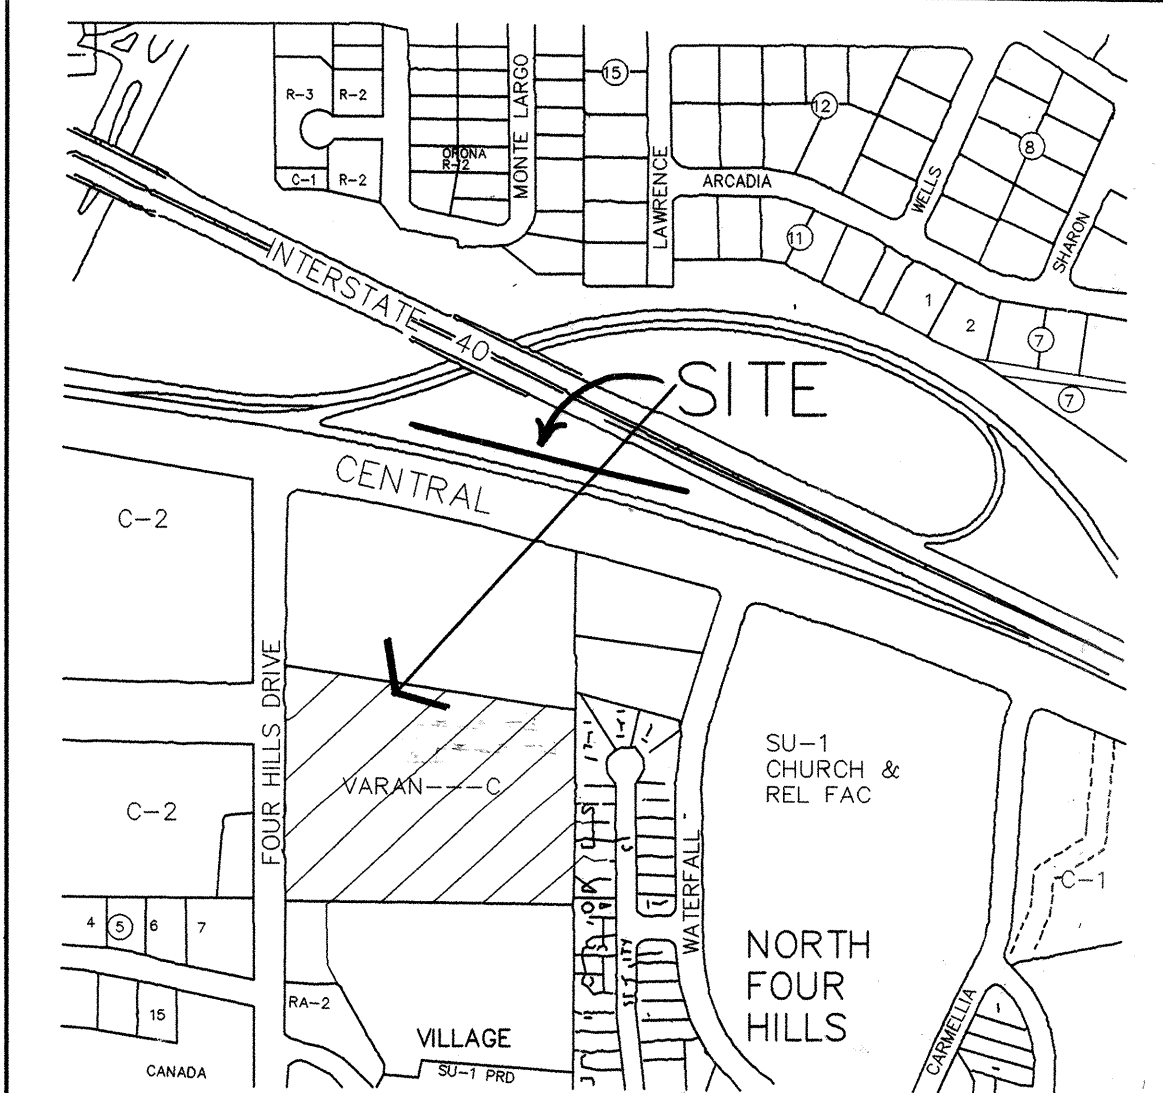 15
R-3
R-2
12
MONTE LARGO
8
ORONA
R-2
LAWRENCE
C-1
R-2
ARCADIA
WELLS
SHARON
11
INTERSTATE 40
1
2
7
SITE
7
CENTRAL
C-2
FOUR HILLS DRIVE
SU-1
CHURCH &
REL FAC
VARAN---C
C-2
WATERFALL
C-1
4
5
6
7
NORTH
FOUR
HILLS
RA-2
15
CARMELLIA
VILLAGE
SU-1 PRD
CANADA